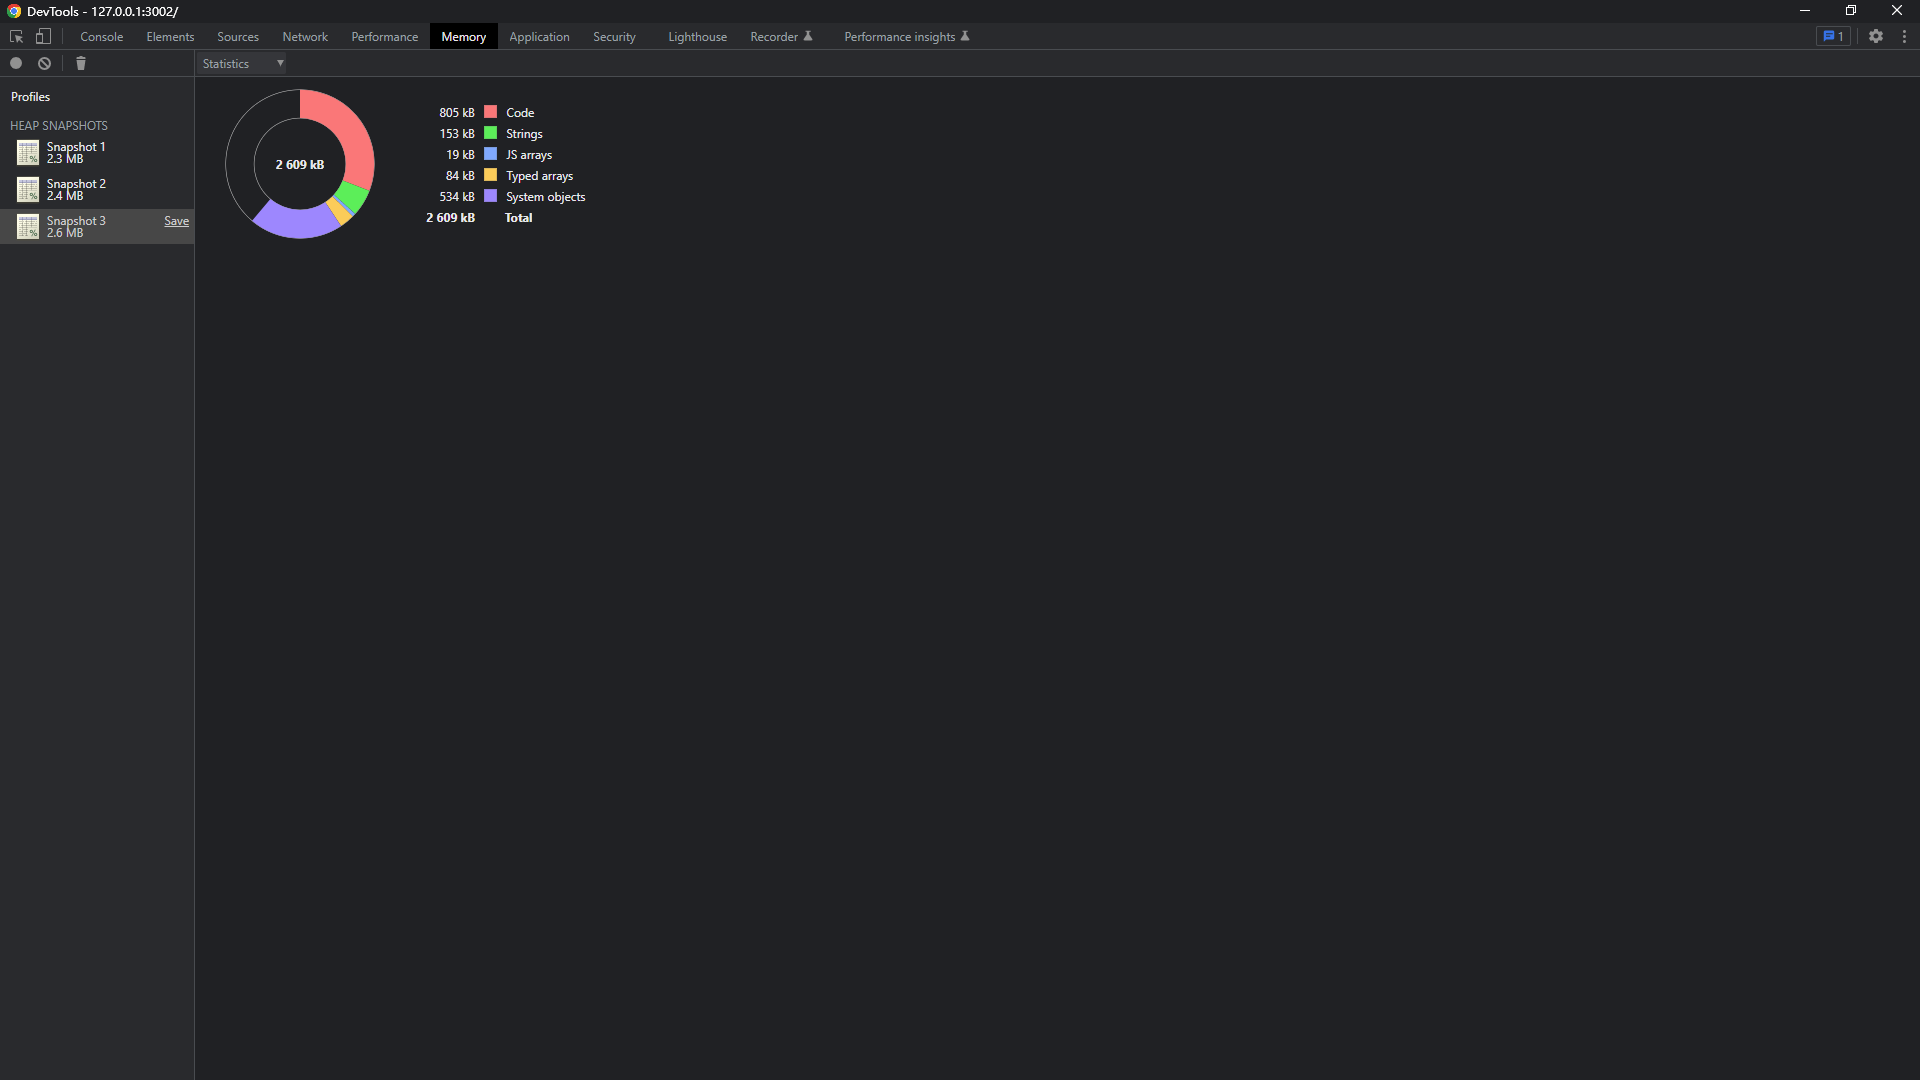 DevTools - 127.0.0.1:3002/
Console Elements Sources Network Performance Memory Application Security Lighthouse Recorder Performance insights 1
Statistics
Profiles
HEAP SNAPSHOTS
Snapshot 1
2.3 MB
Snapshot 2
2.4 MB
Snapshot 3 Save
2.6 MB
2 609 kB
805 kB Code
153 kB Strings
19 kB JS arrays
84 kB Typed arrays
534 kB System objects
2 609 kB Total